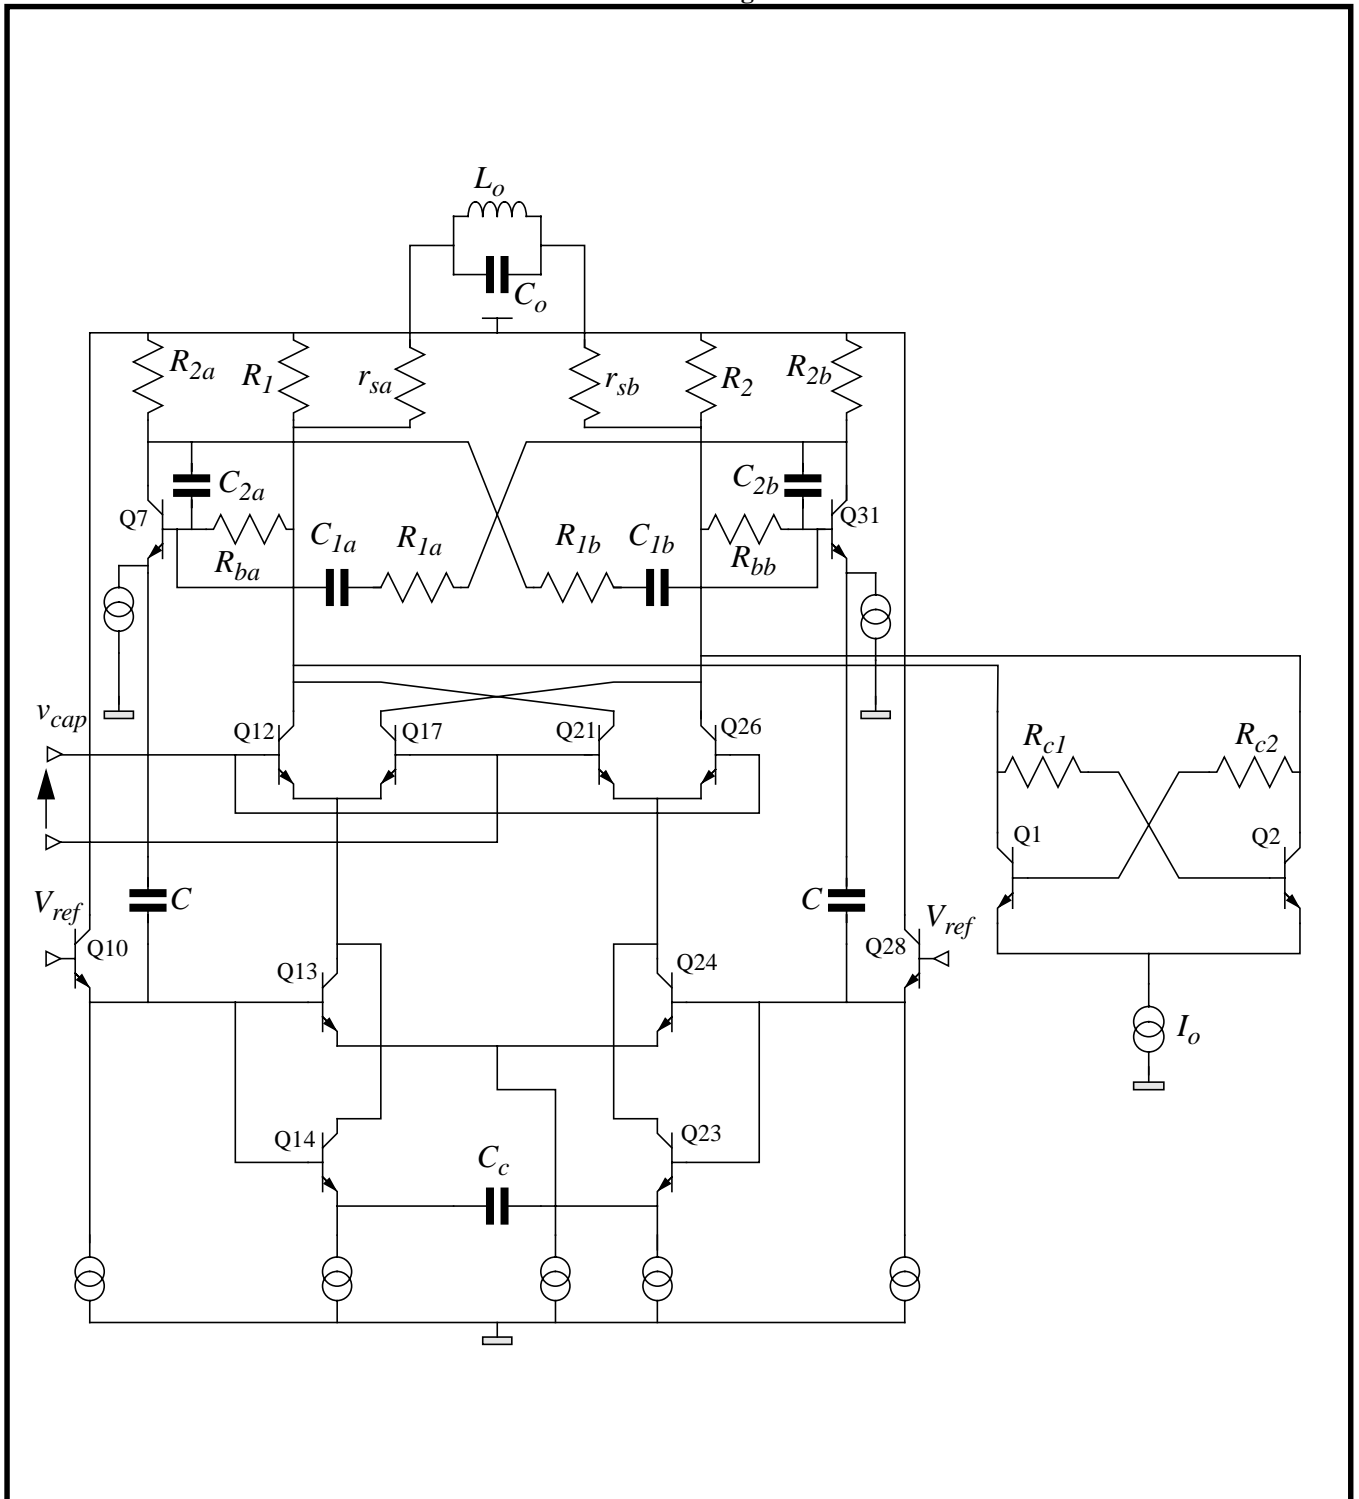 L_o
C_o
R_2a
R_1
r_sa
r_sb
R_2
R_2b
C_2a
C_2b
Q7
Q31
C_1a
R_1a
R_1b
C_1b
R_ba
R_bb
v_cap
Q12
Q17
Q21
Q26
R_c1
R_c2
Q1
Q2
V_ref
C
C
V_ref
Q10
Q28
Q13
Q24
I_o
Q14
Q23
C_c